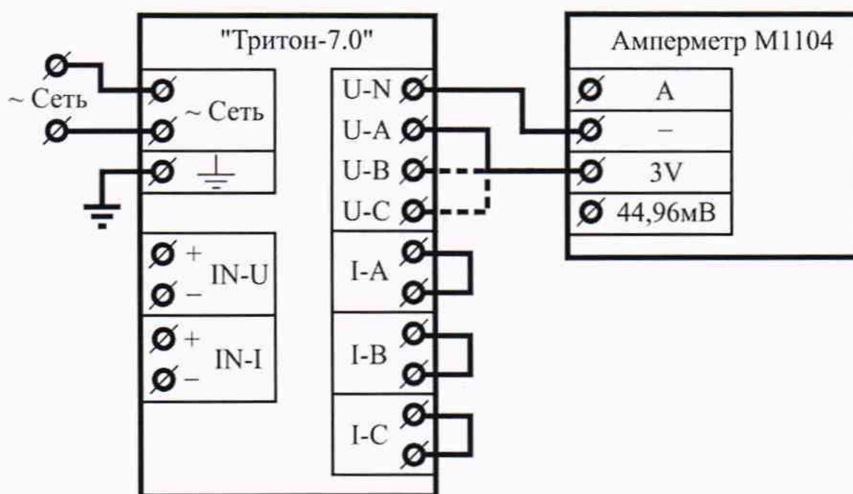 "Тритон-7.0"
~ Сеть
~ Сеть
+
IN-U
−
+
IN-I
−
U-N
U-A
U-B
U-C
I-A
I-B
I-C
Амперметр М1104
А
−
3V
44,96мВ